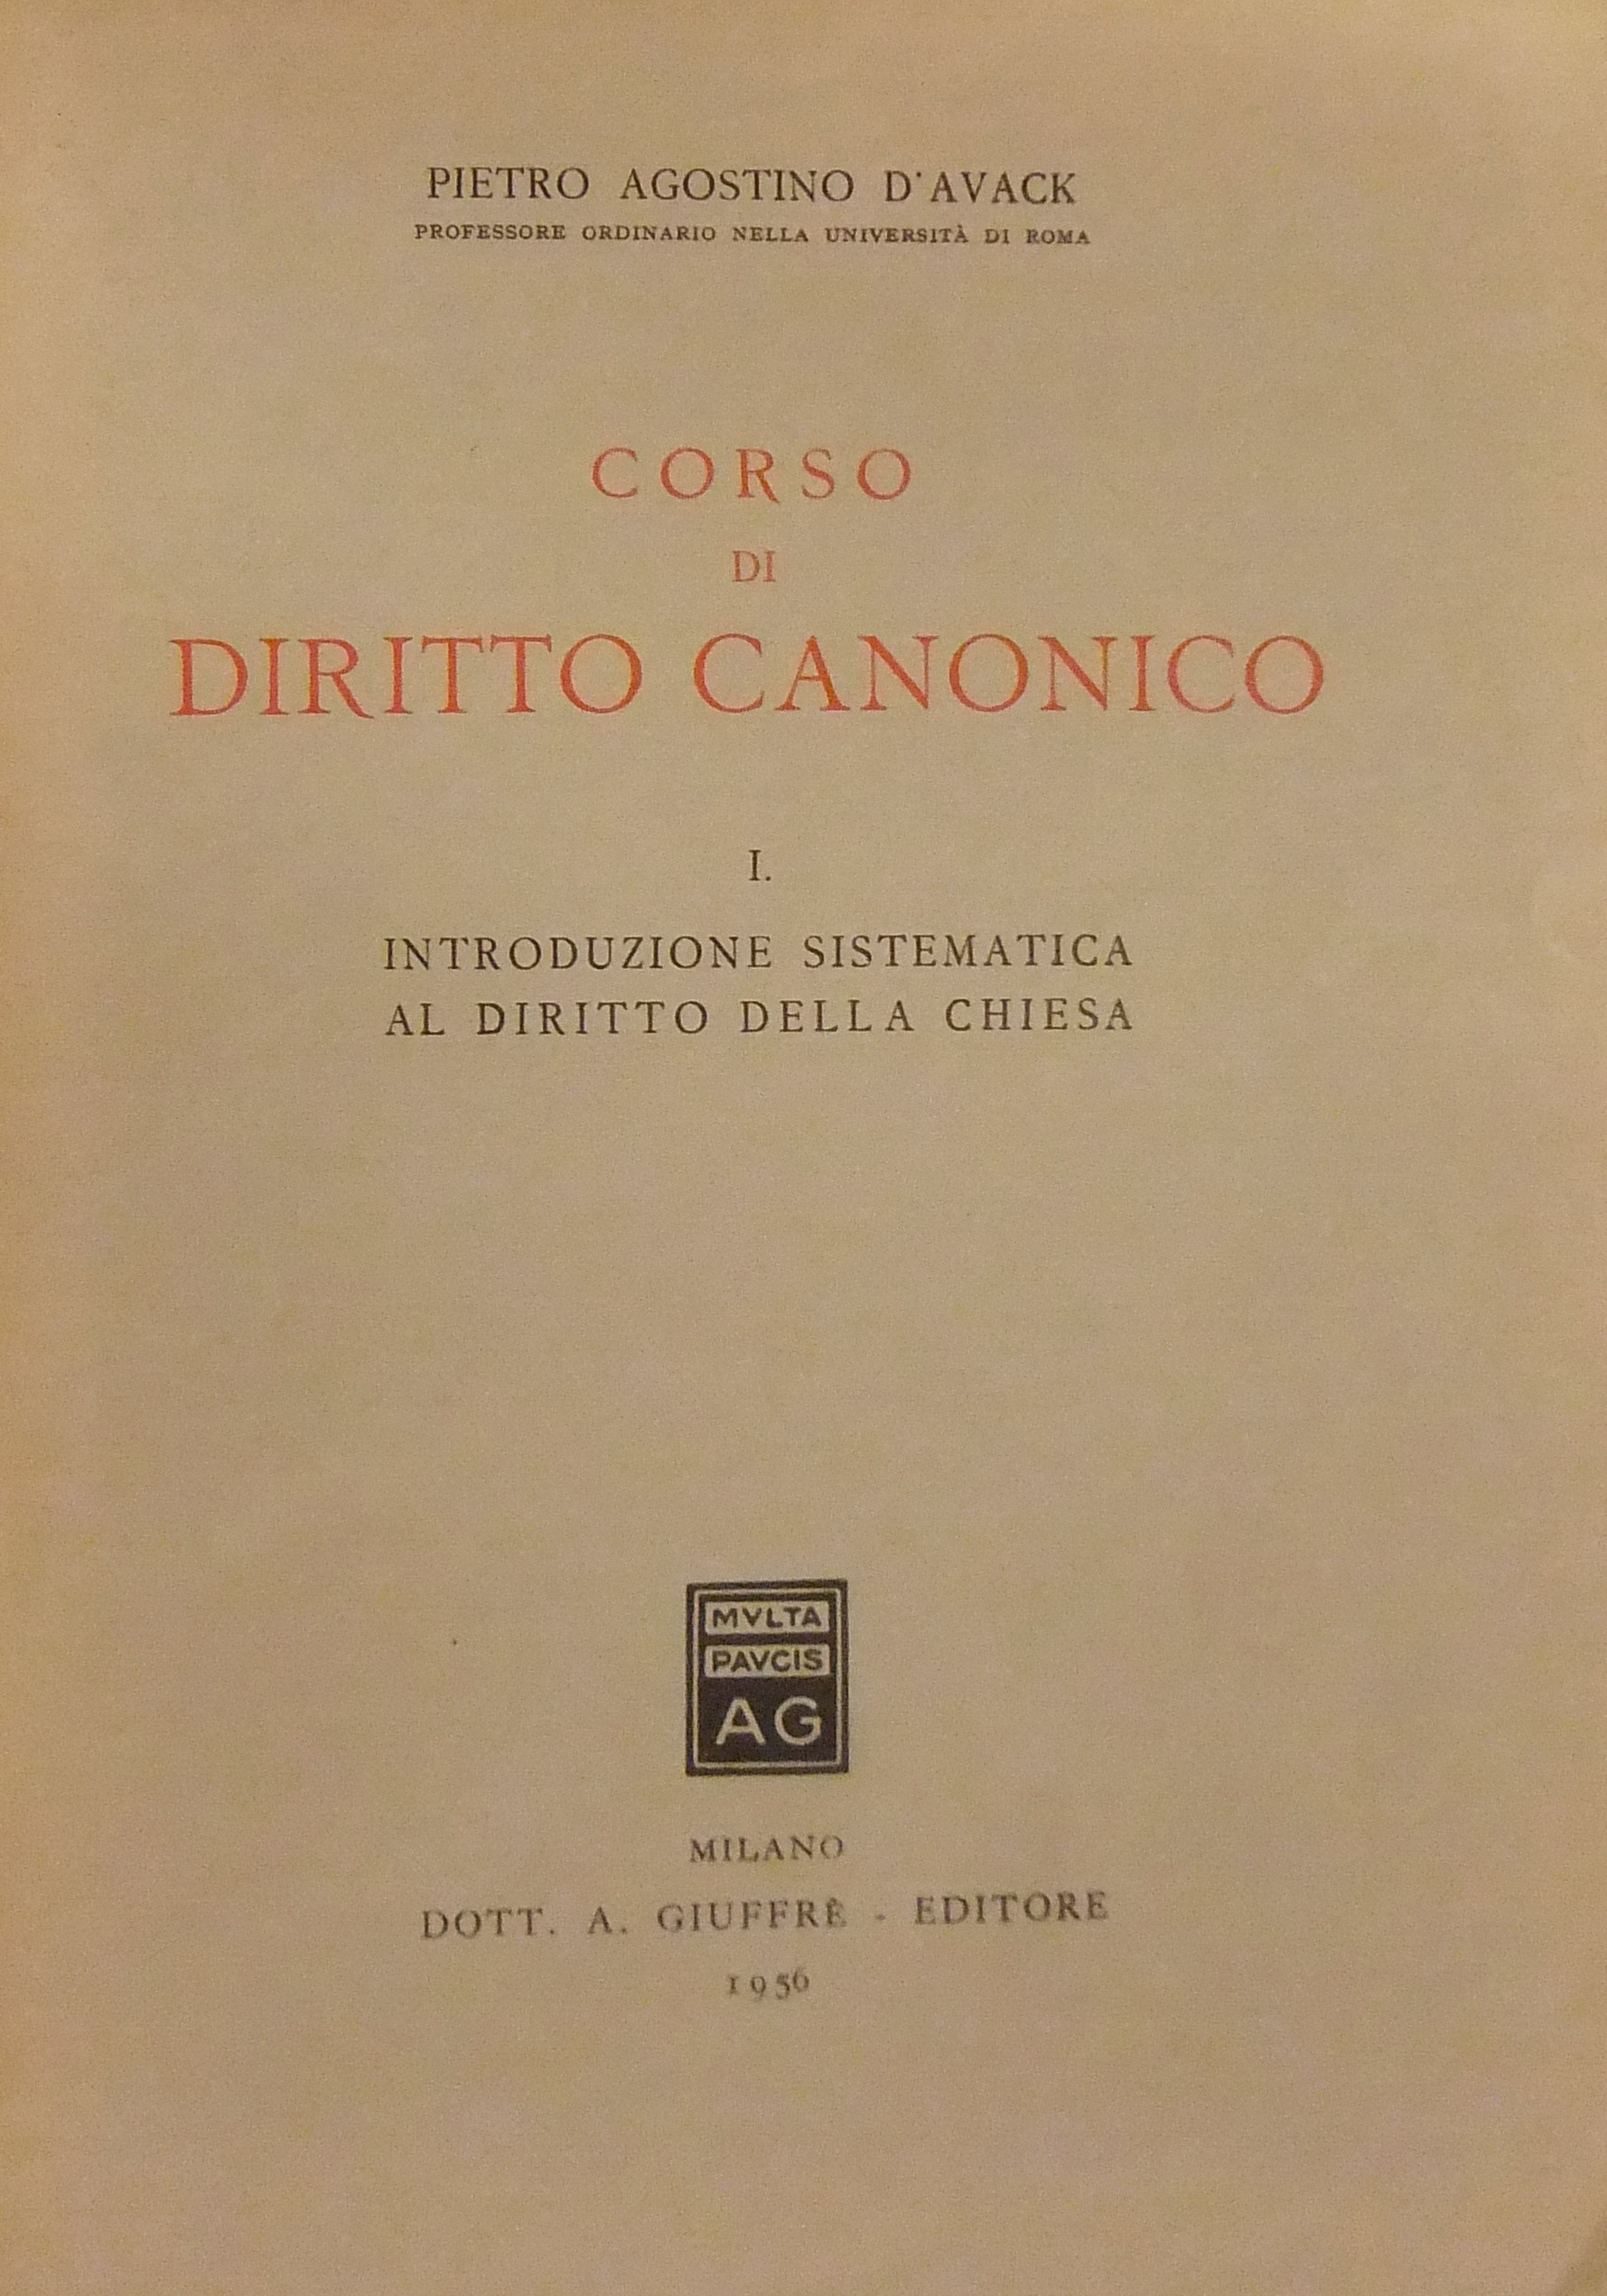 PIETRO AGOSTINO D'AVACK
PROFESSORE ORDINARIO NELLA UNIVERSITÀ DI ROMA
CORSO
DI
DIRITTO CANONICO
I.
INTRODUZIONE SISTEMATICA
AL DIRITTO DELLA CHIESA
MVLTA
PAVCIS
AG
MILANO
DOTT. A. GIUFFRÈ - EDITORE
1956